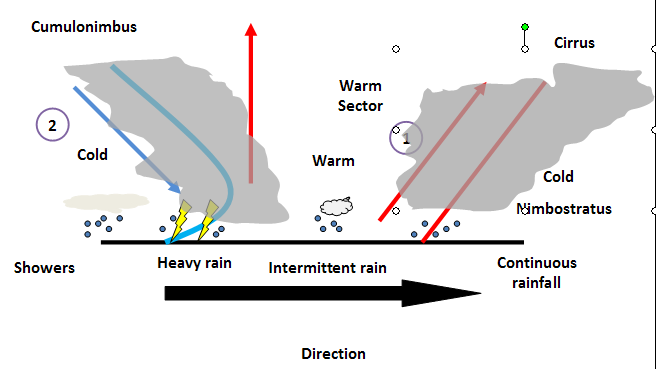 Cumulonimbus
Cirrus
Warm
Sector
2
1
Cold
Warm
Cold
Nimbostratus
Showers
Heavy rain
Intermittent rain
Continuous
rainfall
Direction